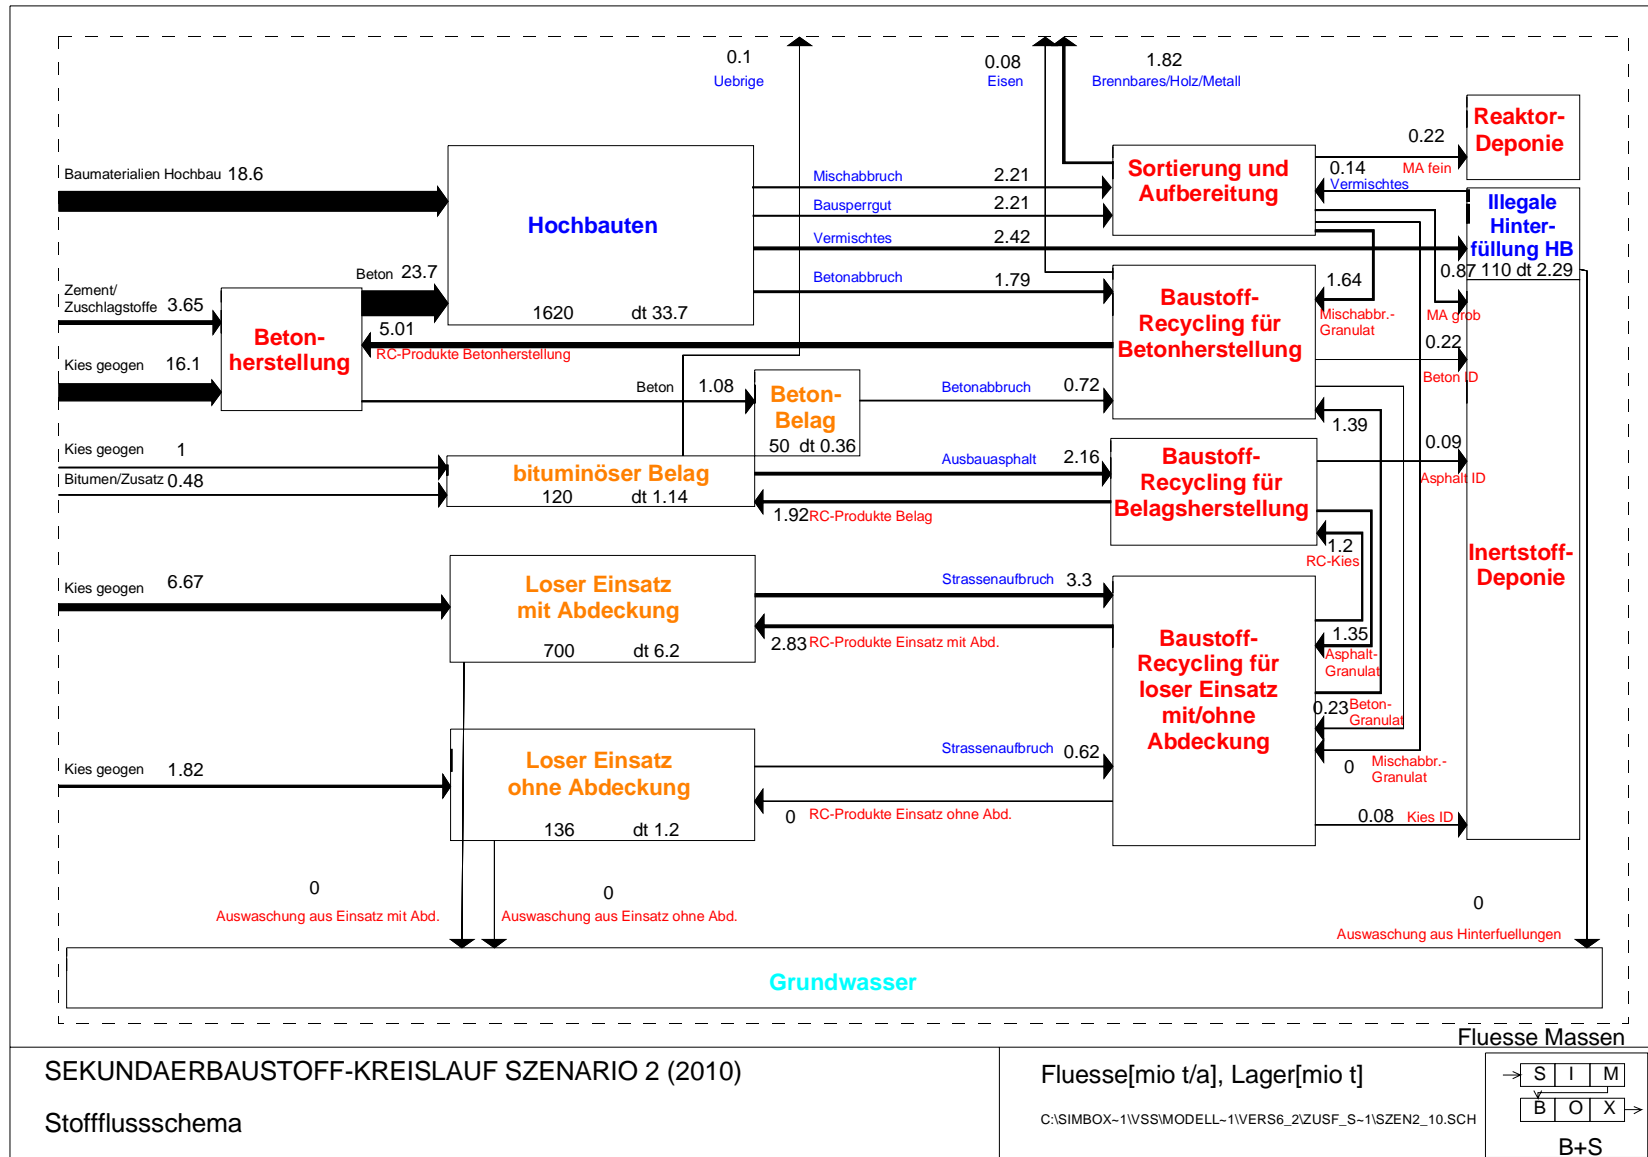 0.1
Uebrige
0.08
Eisen
1.82
Brennbares/Holz/Metall
Reaktor-
Deponie
0.22
MA fein
0.14
Vermischtes
Baumaterialien Hochbau 18.6
Hochbauten
1620 dt 33.7
Mischabbruch 2.21
Bausperrgut 2.21
Vermischtes 2.42
Betonabbruch 1.79
Sortierung und
Aufbereitung
Illegale
Hinter-
füllung HB
110 dt 2.29
0.87
MA grob
1.64
Mischabbr.-
Granulat
Beton 23.7
Zement/
Zuschlagstoffe 3.65
Beton-
herstellung
5.01
RC-Produkte Betonherstellung
Baustoff-
Recycling für
Betonherstellung
0.22
Beton ID
Kies geogen 16.1
Beton 1.08
Beton-
Belag
50 dt 0.36
Betonabbruch 0.72
1.39
Kies geogen 1
Bitumen/Zusatz 0.48
bituminöser Belag
120 dt 1.14
Ausbauasphalt 2.16
1.92 RC-Produkte Belag
Baustoff-
Recycling für
Belagsherstellung
0.09
Asphalt ID
1.2
RC-Kies
Inertstoff-
Deponie
Kies geogen 6.67
Loser Einsatz
mit Abdeckung
700 dt 6.2
Strassenaufbruch 3.3
2.83 RC-Produkte Einsatz mit Abd.
Baustoff-
Recycling für
loser Einsatz
mit/ohne
Abdeckung
1.35
Asphalt-
Granulat
0.23 Beton-
Granulat
0 Mischabbr.-
Granulat
Kies geogen 1.82
Loser Einsatz
ohne Abdeckung
136 dt 1.2
Strassenaufbruch 0.62
0 RC-Produkte Einsatz ohne Abd.
0.08 Kies ID
0
Auswaschung aus Einsatz mit Abd.
0
Auswaschung aus Einsatz ohne Abd.
0
Auswaschung aus Hinterfuellungen
Grundwasser
Fluesse Massen
SEKUNDAERBAUSTOFF-KREISLAUF SZENARIO 2 (2010)
Stoffflussschema
Fluesse[mio t/a], Lager[mio t]
C:\SIMBOX~1\VSS\MODELL~1\VERS6_2\ZUSF_S~1\SZEN2_10.SCH
S I M
B O X
B+S